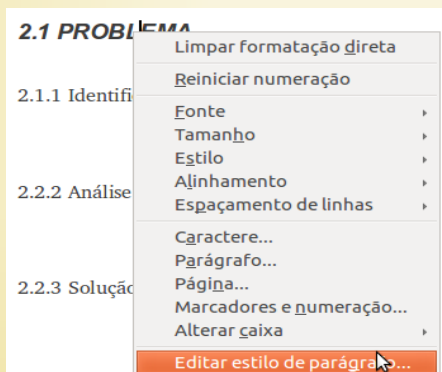 2.1 PROBLEMA
Limpar formatação direta
Reiniciar numeração
2.1.1 Identifi
Fonte
Tamanho
Estilo
2.2.2 Análise
Alinhamento
Espaçamento de linhas
Caractere...
Parágrafo...
2.2.3 Solução
Página...
Marcadores e numeração...
Alterar caixa
Editar estilo de parágrafo...